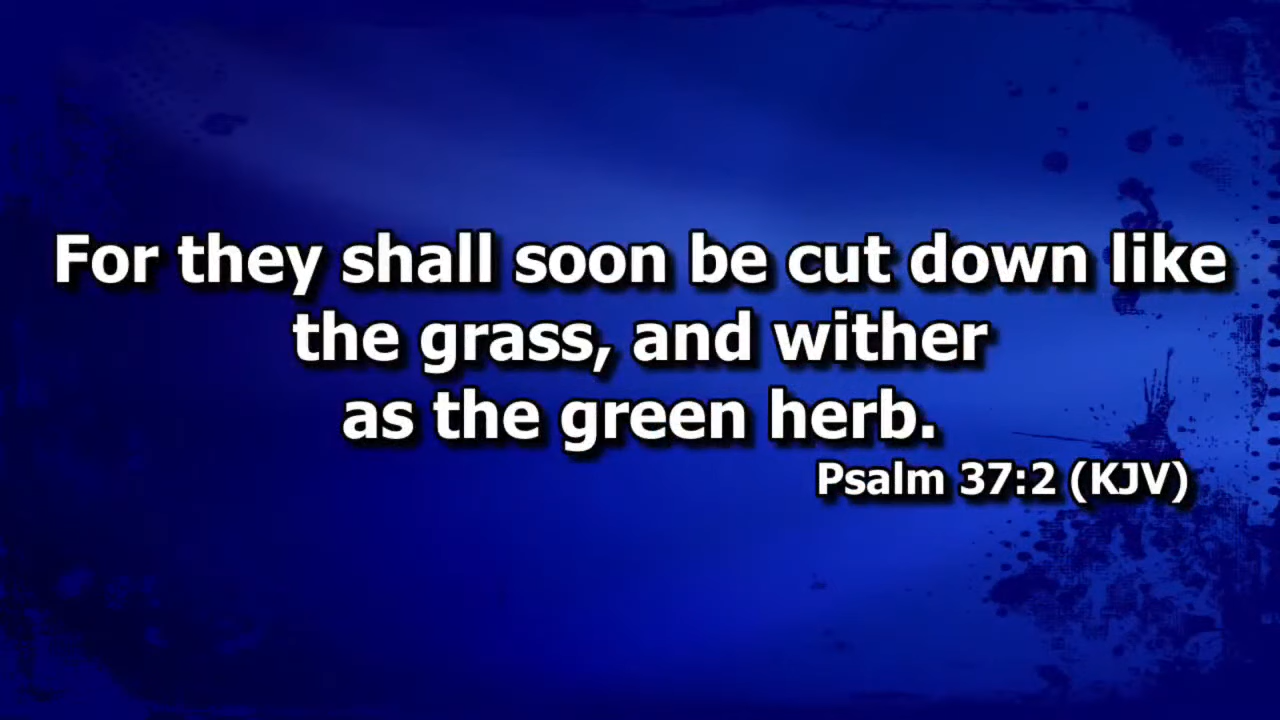 For they shall soon be cut down like
the grass, and wither
as the green herb.
Psalm 37:2 (KJV)